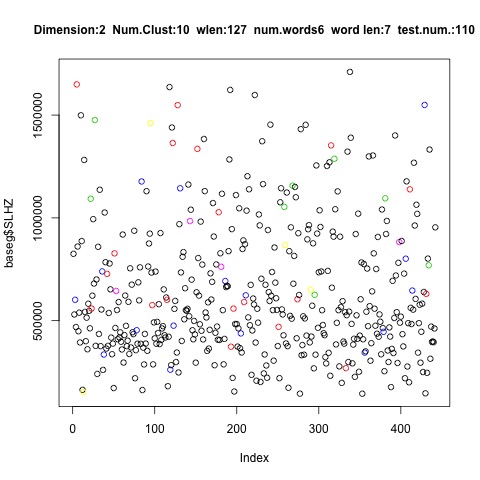 Dimension:2 Num.Clust:10 wlen:127 num.words6 word len:7 test.num.:110
baseg$SLHZ
1500000
1000000
500000
0 100 200 300 400
Index